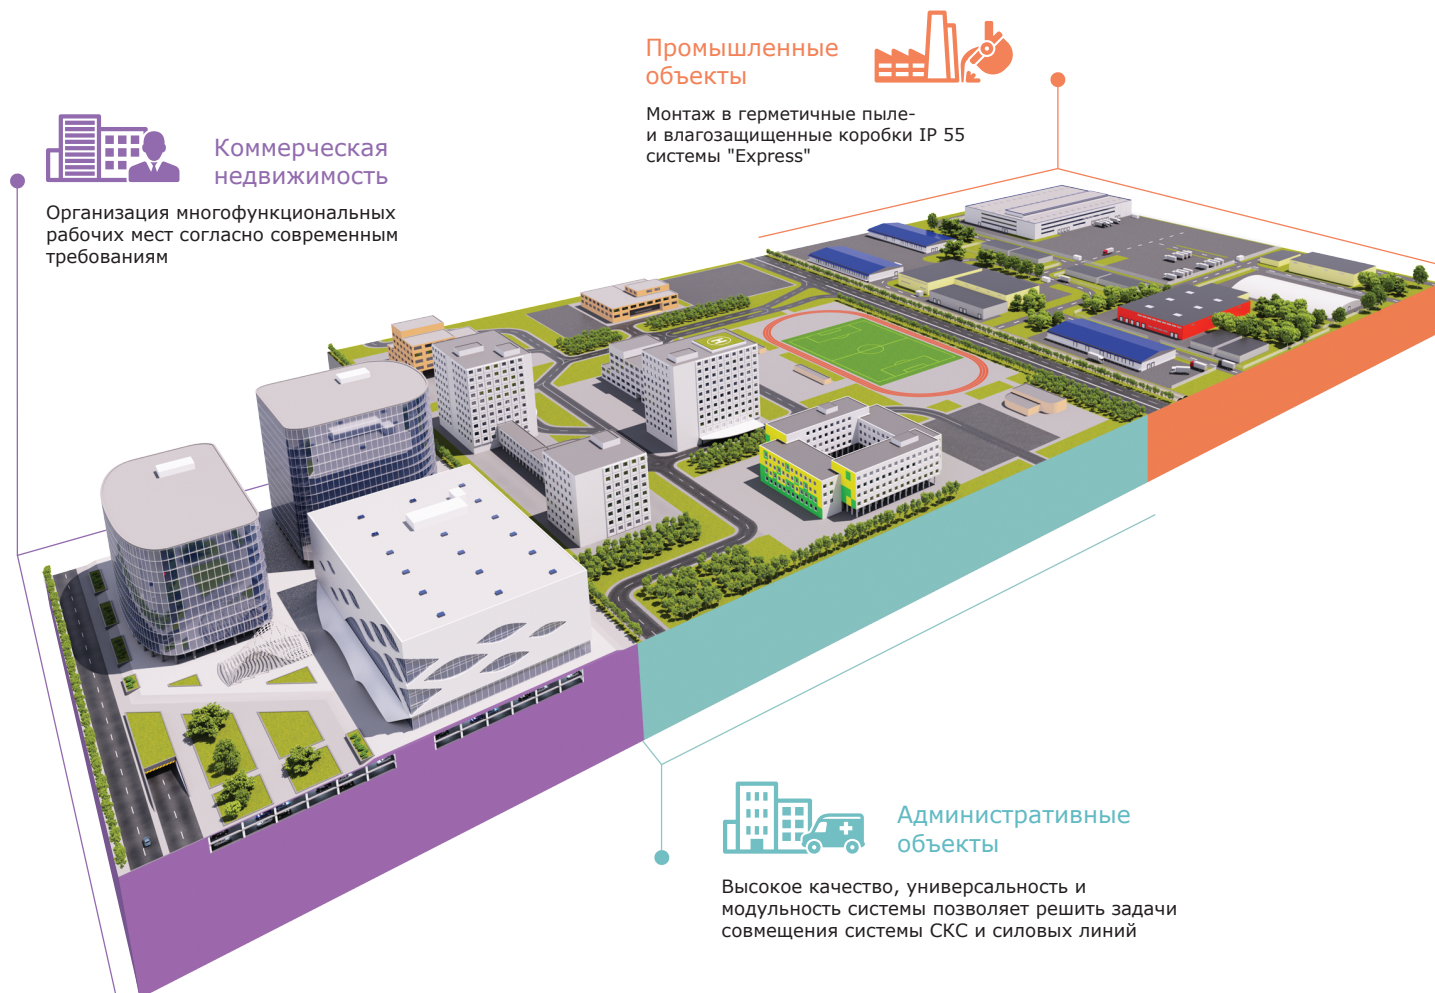 Промышленные
объекты
Монтаж в герметичные пыле-
и влагозащищенные коробки IP 55
системы "Express"
Коммерческая
недвижимость
Организация многофункциональных
рабочих мест согласно современным
требованиям
Административные
объекты
Высокое качество, универсальность и
модульность системы позволяет решить задачи
совмещения системы СКС и силовых линий